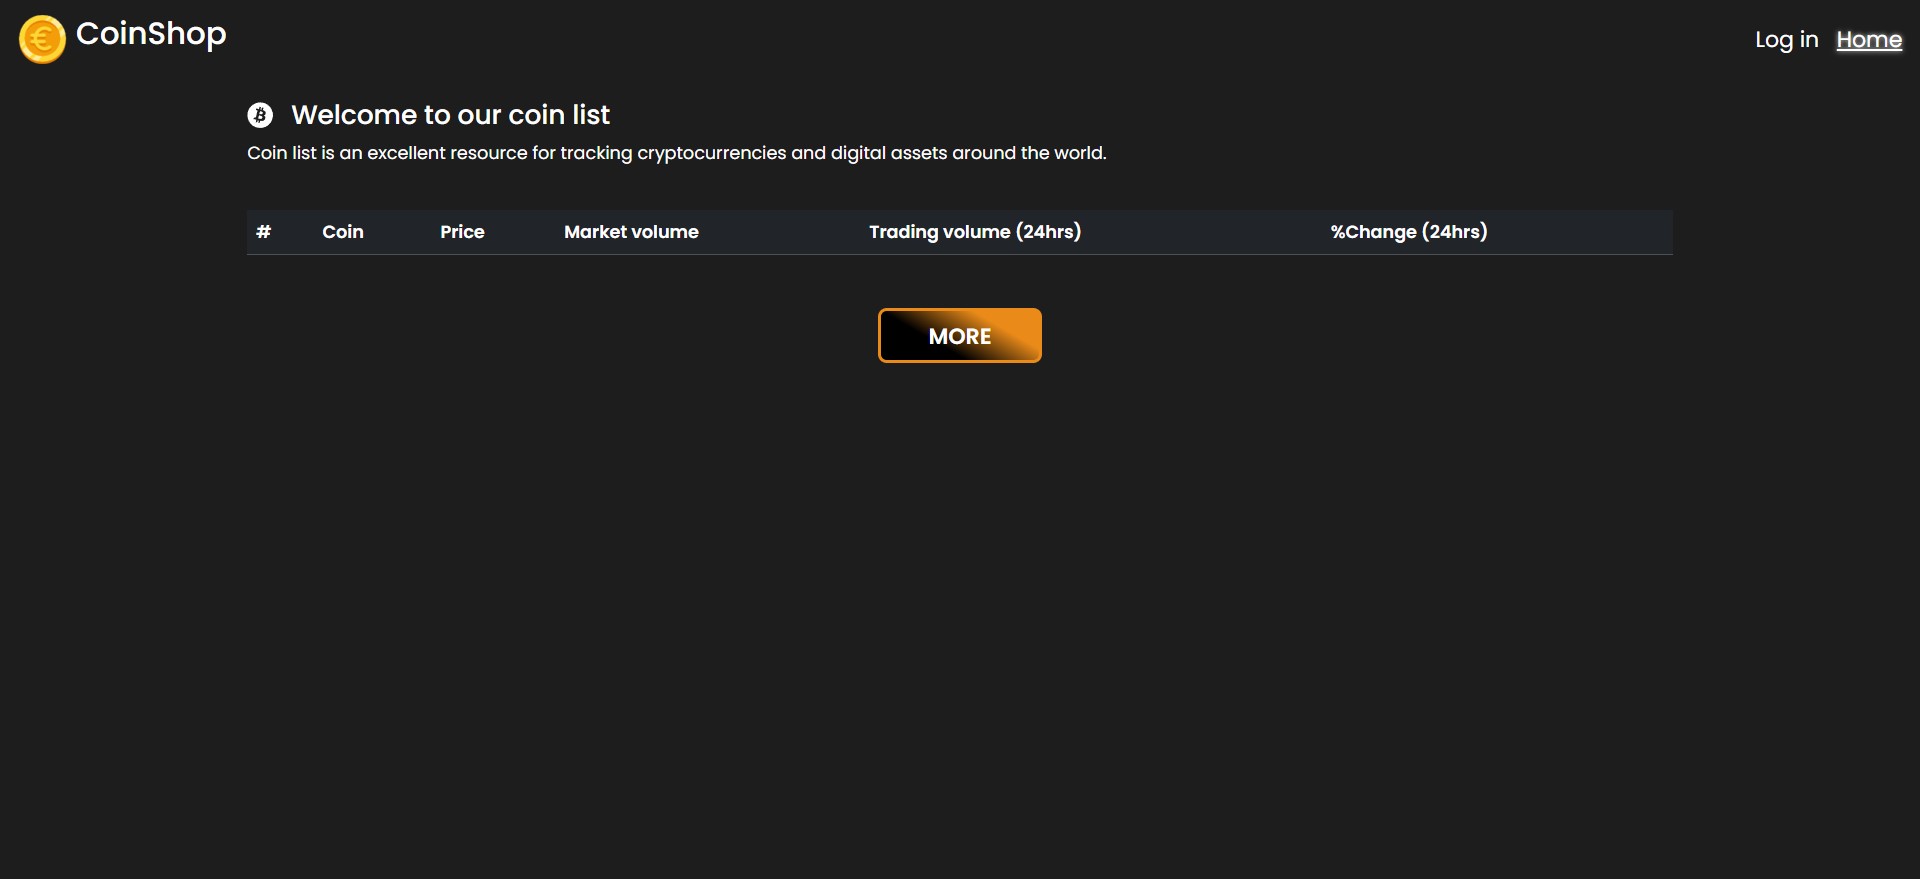 CoinShop
Log in Home
Welcome to our coin list
Coin list is an excellent resource for tracking cryptocurrencies and digital assets around the world.
# Coin Price Market volume Trading volume (24hrs) %Change (24hrs)
MORE